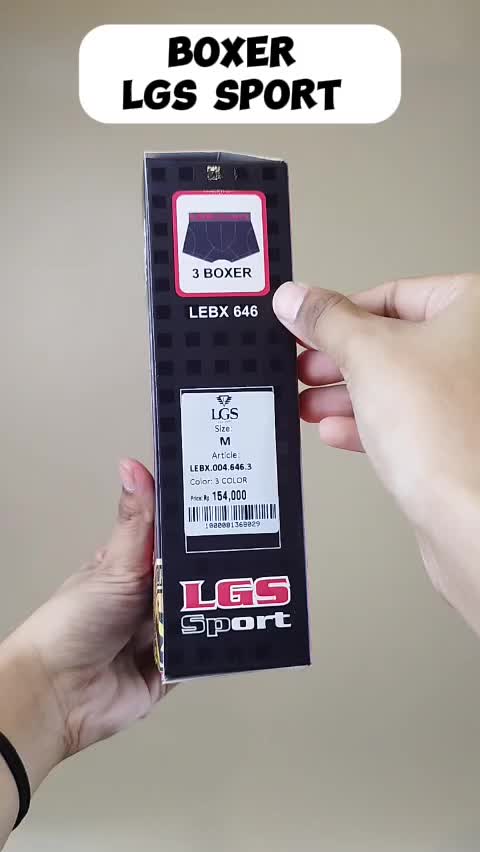 BOXER
LGS SPORT
3 BOXER
LEBX 646
LGS
Size:
M
Article:
LEBX.004.646.3
Color: 3 COLOR
Price: Rp 154,000
1000001368029
LGS
Sport